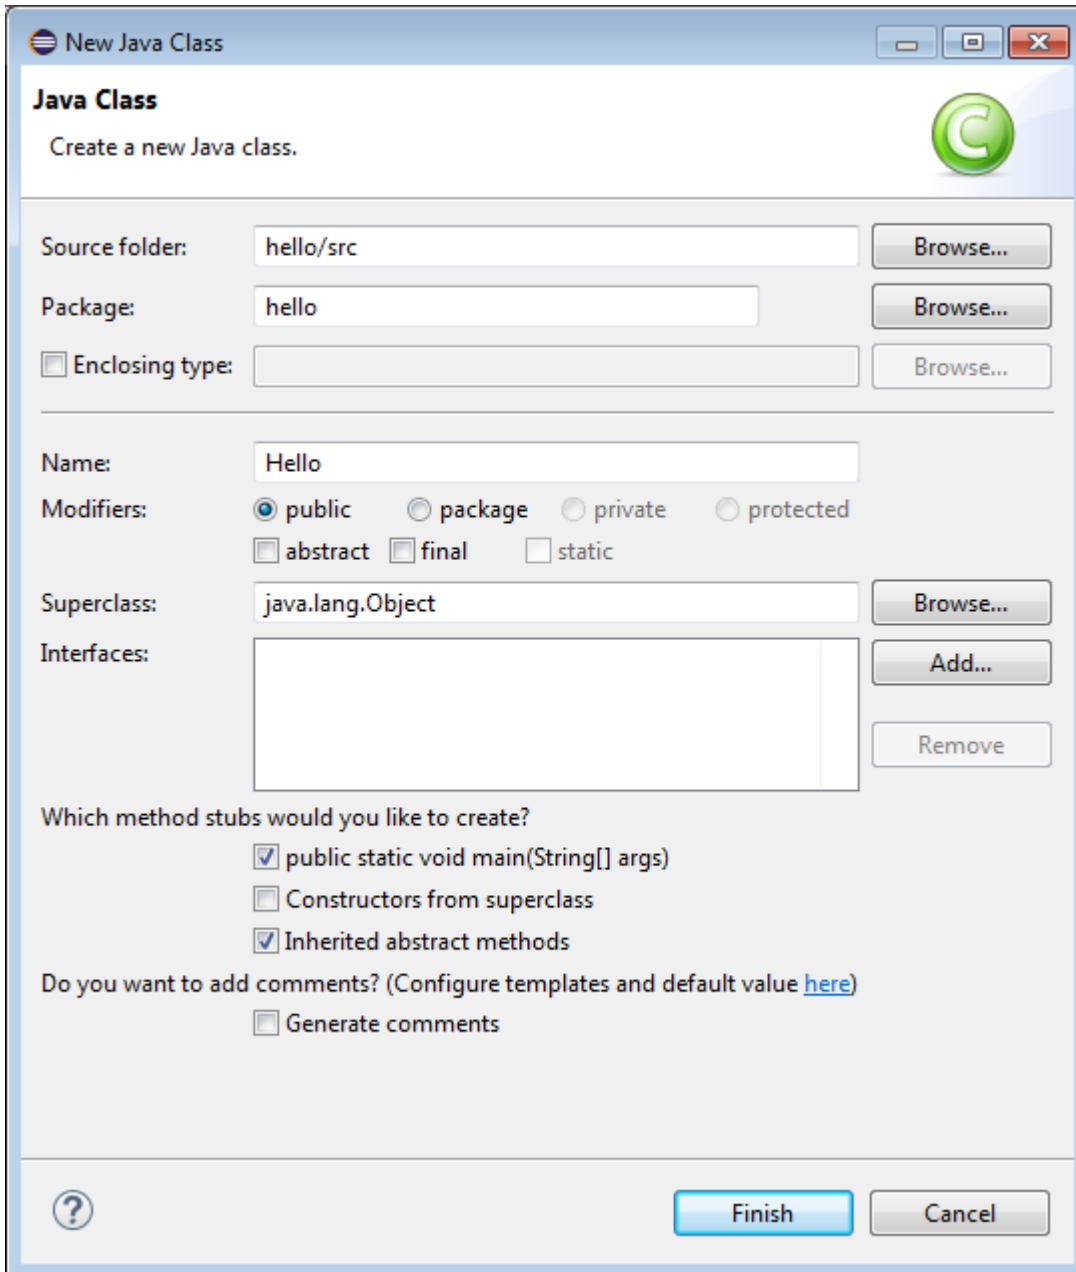 New Java Class
Java Class
Create a new Java class.
Source folder: hello/src Browse...
Package: hello Browse...
Enclosing type: Browse...
Name: Hello
Modifiers: public package private protected
abstract final static
Superclass: java.lang.Object Browse...
Interfaces: Add...
Remove
Which method stubs would you like to create?
public static void main(String[] args)
Constructors from superclass
Inherited abstract methods
Do you want to add comments? (Configure templates and default value here)
Generate comments
? Finish Cancel